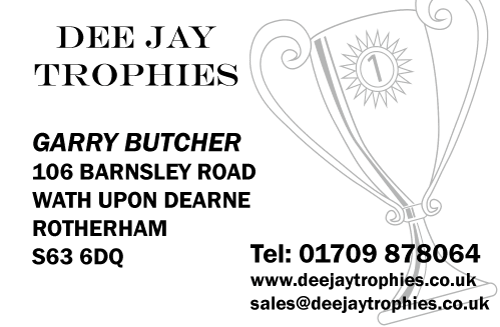 DEE JAY
TROPHIES
1
GARRY BUTCHER
106 BARNSLEY ROAD
WATH UPON DEARNE
ROTHERHAM
S63 6DQ
Tel: 01709 878064
www.deejaytrophies.co.uk
sales@deejaytrophies.co.uk